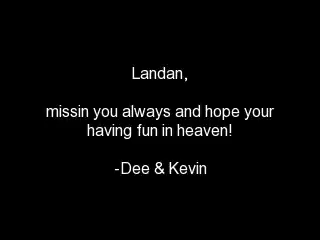 Landan,
missin you always and hope your
having fun in heaven!
-Dee & Kevin